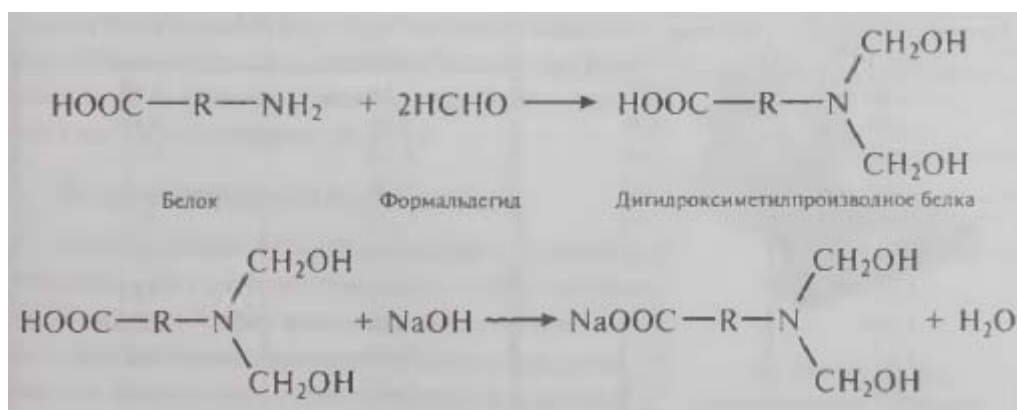 CH₂OH
HOOC—R—NH₂ + 2HCHO ⟶ HOOC—R—N
CH₂OH
Белок Формальдегид Дигидроксиметилпроизводное белка
CH₂OH CH₂OH
HOOC—R—N + NaOH ⟶ NaOOC—R—N + H₂O
CH₂OH CH₂OH